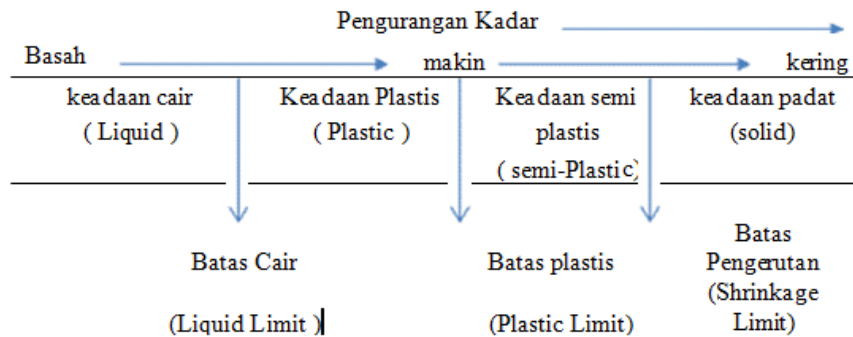 Pengurangan Kadar
Basah makin kering
keadaan cair
( Liquid )
Keadaan Plastis
( Plastic )
Keadaan semi
plastis
( semi-Plastic)
keadaan padat
(solid)
Batas Cair
(Liquid Limit )
Batas plastis
(Plastic Limit)
Batas
Pengerutan
(Shrinkage
Limit)